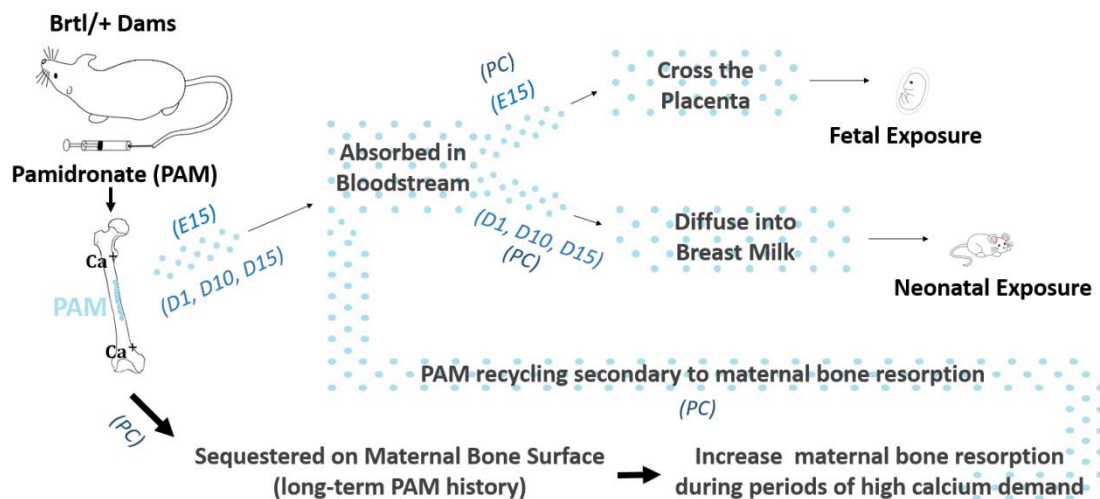 Brtl/+ Dams
Pamidronate (PAM)
Ca⁺
PAM
Ca⁺
(E15)
(D1, D10, D15)
(PC)
Absorbed in
Bloodstream
(PC)
(E15)
Cross the
Placenta
Fetal Exposure
(D1, D10, D15)
(PC)
Diffuse into
Breast Milk
Neonatal Exposure
PAM recycling secondary to maternal bone resorption
(PC)
Sequestered on Maternal Bone Surface
(long-term PAM history)
Increase maternal bone resorption
during periods of high calcium demand